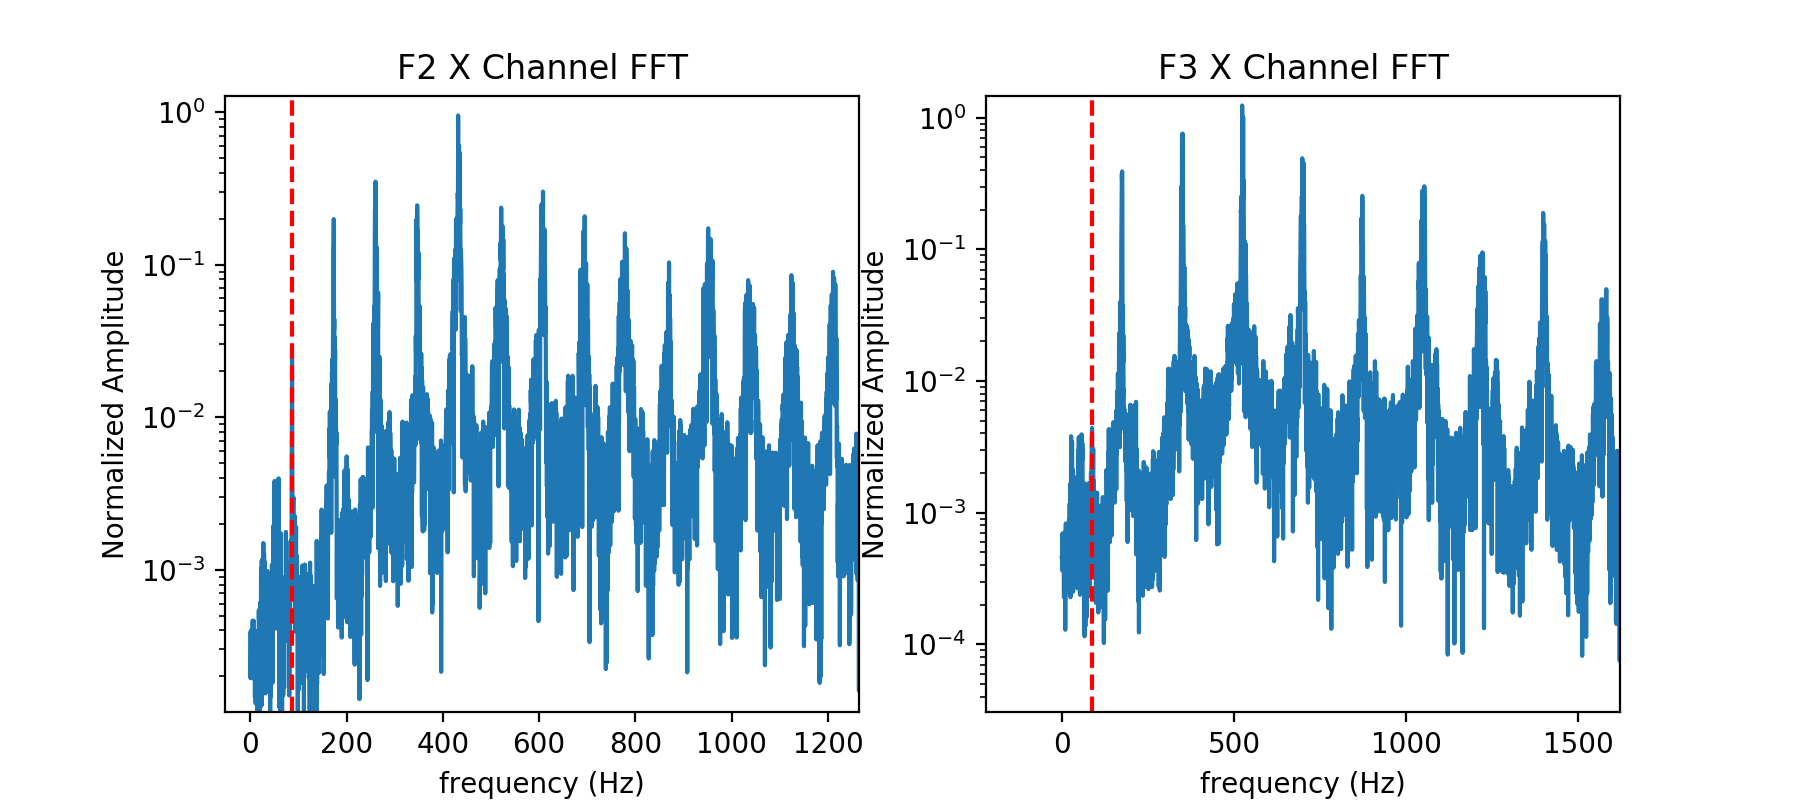 F2 X Channel FFT
Normalized Amplitude
10⁰
10⁻¹
10⁻²
10⁻³
0 200 400 600 800 1000 1200
frequency (Hz)
F3 X Channel FFT
Normalized Amplitude
10⁰
10⁻¹
10⁻²
10⁻³
10⁻⁴
0 500 1000 1500
frequency (Hz)